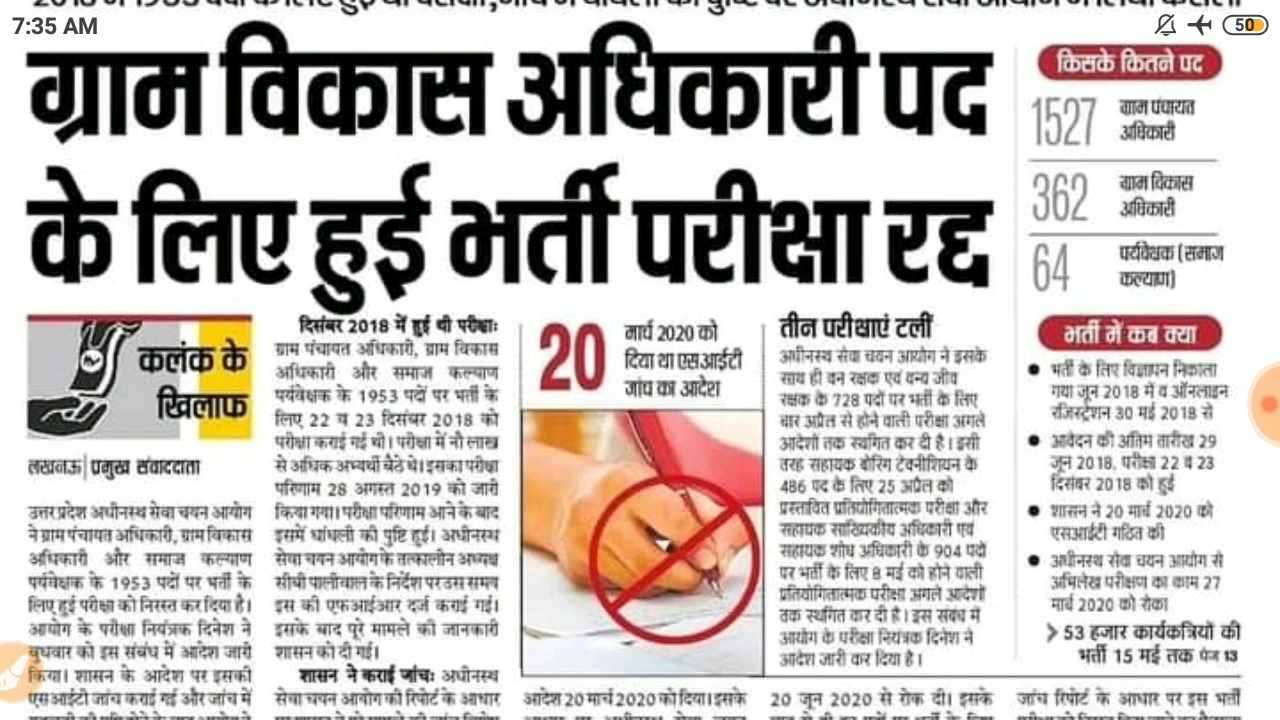 7:35 AM
50
ग्राम विकास अधिकारी पद
के लिए हुई भर्ती परीक्षा रद्द
कलंक के
खिलाफ
लखनऊ | प्रमुख संवाददाता
उत्तर प्रदेश अधीनस्थ सेवा चयन आयोग
ने ग्राम पंचायत अधिकारी, ग्राम विकास
अधिकारी और समाज कल्याण
पर्यवेक्षक के 1953 पदों पर भर्ती के
लिए हुई परीक्षा को निरस्त कर दिया है।
आयोग के परीक्षा नियंत्रक दिनेश ने
बुधवार को इस संबंध में आदेश जारी
किया। शासन के आदेश पर इसकी
एसआईटी जांच कराई गई और जांच में
दिसंबर 2018 में हुई थी परीक्षाः
ग्राम पंचायत अधिकारी, ग्राम विकास
अधिकारी और समाज कल्याण
पर्यवेक्षक के 1953 पदों पर भर्ती के
लिए 22 व 23 दिसंबर 2018 को
परीक्षा कराई गई थी। परीक्षा में नौ लाख
से अधिक अभ्यर्थी बैठे थे। इसका परीक्षा
परिणाम 28 अगस्त 2019 को जारी
किया गया। परीक्षा परिणाम आने के बाद
इसमें धांधली की पुष्टि हुई। अधीनस्थ
सेवा चयन आयोग के तत्कालीन अध्यक्ष
सीबी पालीवाल के निर्देश पर उस समय
इस की एफआईआर दर्ज कराई गई।
इसके बाद पूरे मामले की जानकारी
शासन को दी गई।
शासन ने कराई जांचः अधीनस्थ
सेवा चयन आयोग की रिपोर्ट के आधार
20
मार्च 2020 को
दिया था एसआईटी
जांच का आदेश
आदेश 20 मार्च 2020 को दिया। इसके
तीन परीक्षाएं टलीं
अधीनस्थ सेवा चयन आयोग ने इसके
साथ ही वन रक्षक एवं वन्य जीव
रक्षक के 728 पदों पर भर्ती के लिए
चार अप्रैल से होने वाली परीक्षा अगले
आदेशों तक स्थगित कर दी है। इसी
तरह सहायक बोरिंग टेक्नीशियन के
486 पद के लिए 25 अप्रैल को
प्रस्तावित प्रतियोगितात्मक परीक्षा और
सहायक सांख्यिकीय अधिकारी एवं
सहायक शोध अधिकारी के 904 पदों
पर भर्ती के लिए 8 मई को होने वाली
प्रतियोगितात्मक परीक्षा अगले आदेशों
तक स्थगित कर दी है। इस संबंध में
आयोग के परीक्षा नियंत्रक दिनेश ने
आदेश जारी कर दिया है।
20 जून 2020 से रोक दी। इसके
किसके कितने पद
1527 ग्राम पंचायत
अधिकारी
362 ग्राम विकास
अधिकारी
64 पर्यवेक्षक (समाज
कल्याण)
भर्ती में कब क्या
● भर्ती के लिए विज्ञापन निकाला
गया जून 2018 में व ऑनलाइन
रजिस्ट्रेशन 30 मई 2018 से
● आवेदन की अंतिम तारीख 29
जून 2018, परीक्षा 22 व 23
दिसंबर 2018 को हुई
● शासन ने 20 मार्च 2020 को
एसआईटी गठित की
● अधीनस्थ सेवा चयन आयोग से
अभिलेख परीक्षण का काम 27
मार्च 2020 को रोका
> 53 हजार कार्यकत्रियों की
भर्ती 15 मई तक पेज 13
जांच रिपोर्ट के आधार पर इस भर्ती